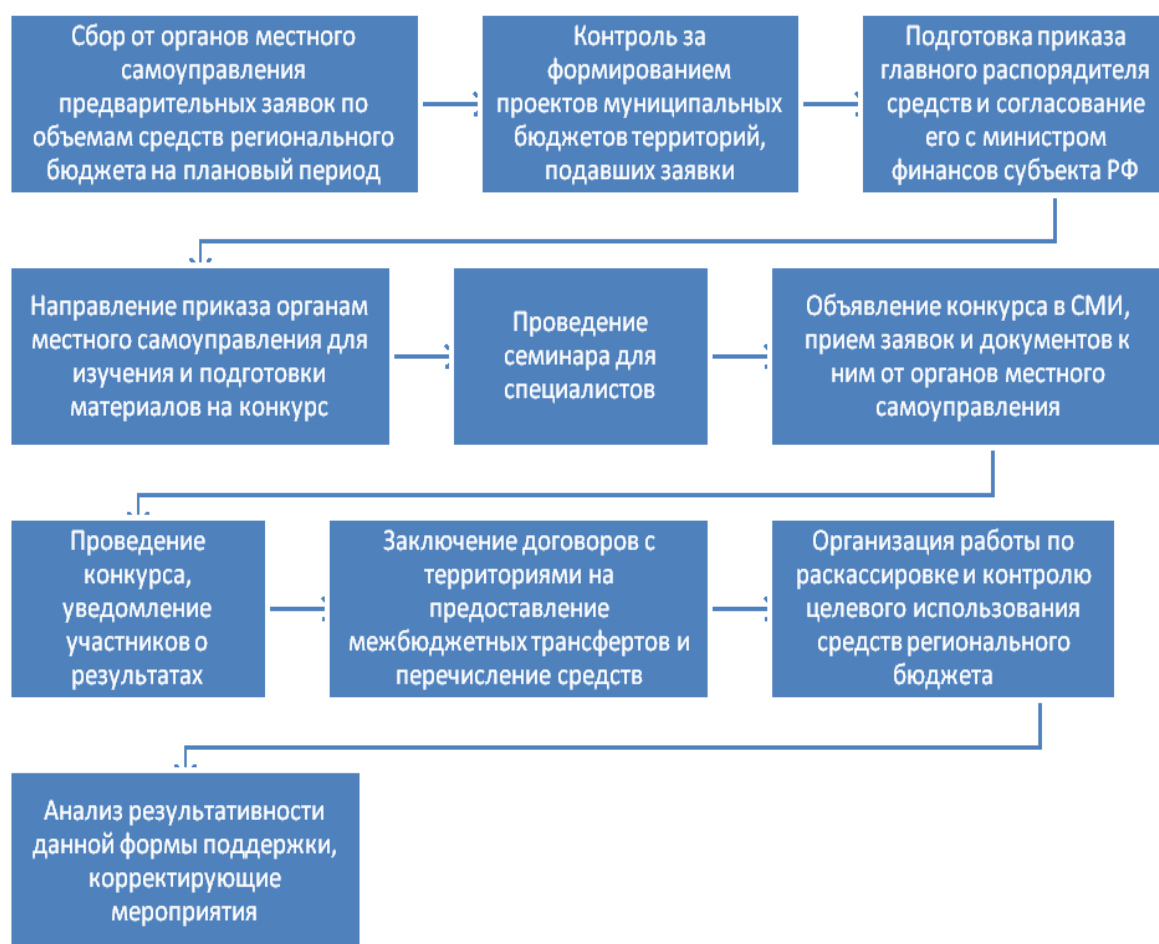 Сбор от органов местного
самоуправления
предварительных заявок по
объемам средств регионального
бюджета на плановый период
Контроль за
формированием
проектов муниципальных
бюджетов территорий,
подавших заявки
Подготовка приказа
главного распорядителя
средств и согласование
его с министром
финансов субъекта РФ
Направление приказа органам
местного самоуправления для
изучения и подготовки
материалов на конкурс
Проведение
семинара для
специалистов
Объявление конкурса в СМИ,
прием заявок и документов к
ним от органов местного
самоуправления
Проведение
конкурса,
уведомление
участников о
результатах
Заключение договоров с
территориями на
предоставление
межбюджетных трансфертов и
перечисление средств
Организация работы по
раскассировке и контролю
целевого использования
средств регионального
бюджета
Анализ результативности
данной формы поддержки,
корректирующие
мероприятия